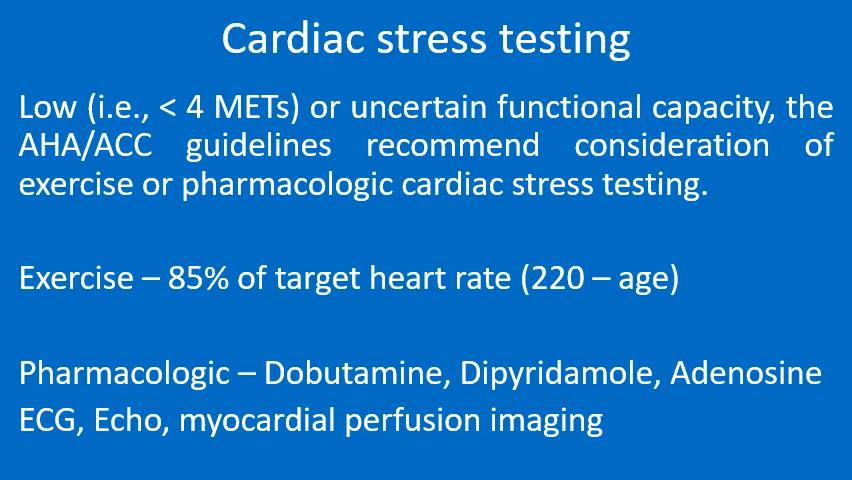 Cardiac stress testing
Low (i.e., < 4 METs) or uncertain functional capacity, the
AHA/ACC guidelines recommend consideration of
exercise or pharmacologic cardiac stress testing.
Exercise – 85% of target heart rate (220 – age)
Pharmacologic – Dobutamine, Dipyridamole, Adenosine
ECG, Echo, myocardial perfusion imaging